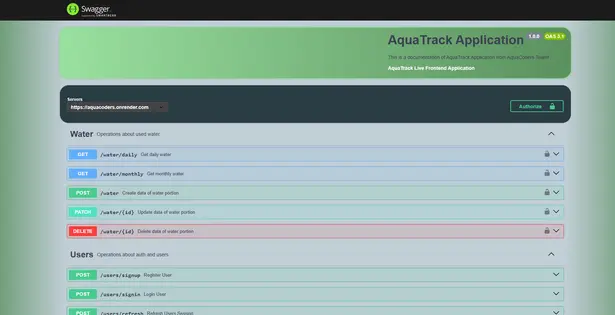 Swagger
Supported by SMARTBEAR
AquaTrack Application 1.0.0 OAS 3.1
This is a documentation of AquaTrack Application from AquaCoders Team!
AquaTrack Live Frontend Application
Servers
https://aquacoders.onrender.com
Authorize
Water Operations about used water
GET /water/daily Get daily water
GET /water/monthly Get monthly water
POST /water Create data of water portion
PATCH /water/{id} Update data of water portion
DELETE /water/{id} Delete data of water portion
Users Operations about auth and users
POST /users/signup Register User
POST /users/signin Login User
POST /users/refresh Refresh Users Session